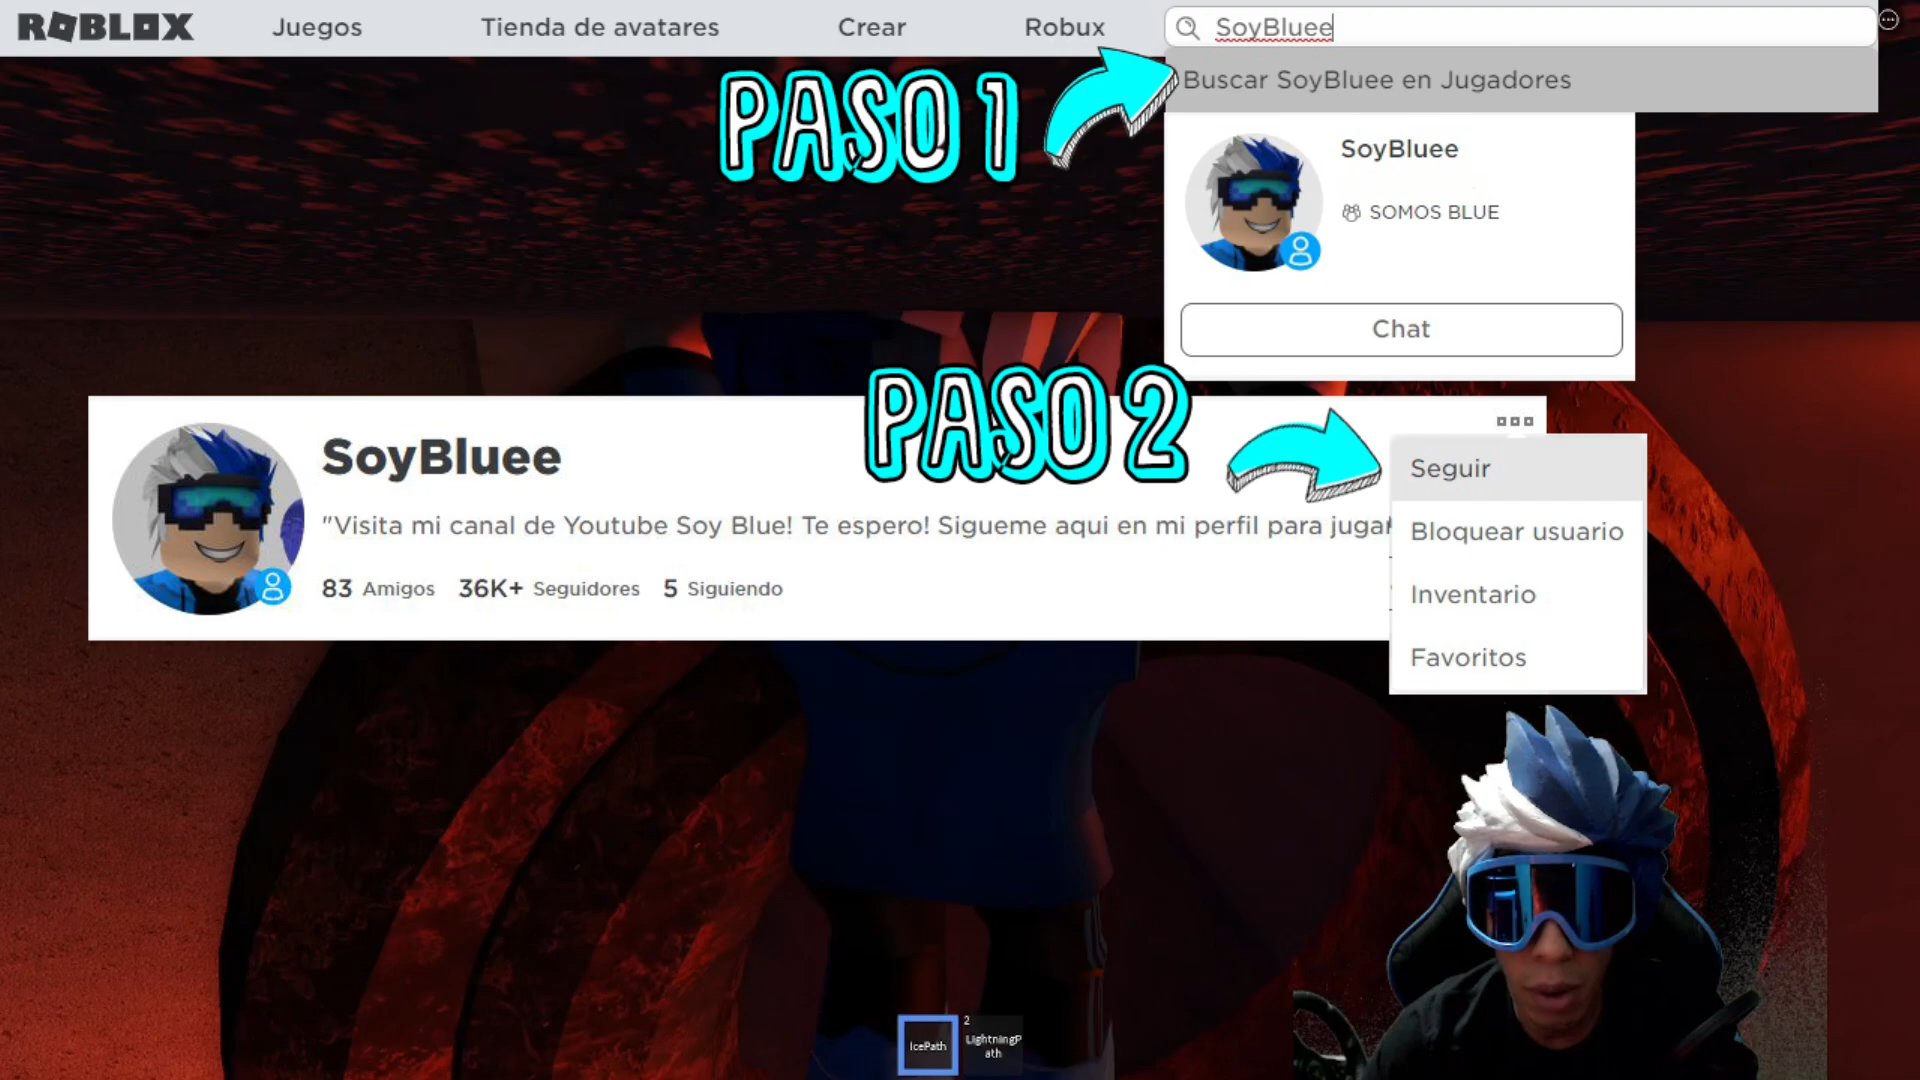 ROBLOX
Juegos
Tienda de avatares
Crear
Robux
SoyBluee
Buscar SoyBluee en Jugadores
PASO 1
SoyBluee
SOMOS BLUE
Chat
PASO 2
SoyBluee
"Visita mi canal de Youtube Soy Blue! Te espero! Sigueme aqui en mi perfil para jugar
83 Amigos 36K+ Seguidores 5 Siguiendo
Seguir
Bloquear usuario
Inventario
Favoritos
IcePath
2
LightningP
ath